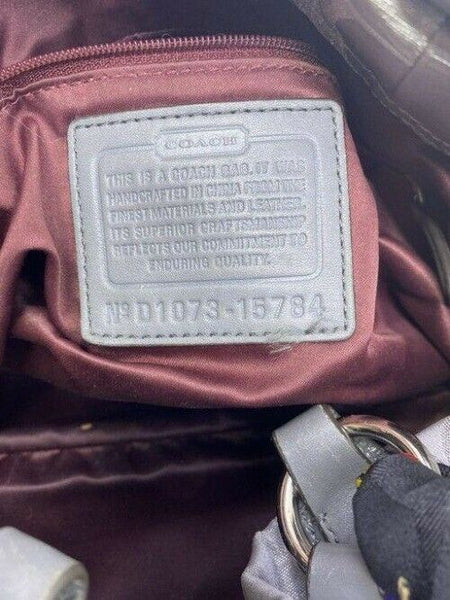 COACH
THIS IS A COACH BAG. IT WAS
HANDCRAFTED IN CHINA FROM THE
FINEST MATERIALS AND LEATHER.
ITS SUPERIOR CRAFTSMANSHIP
REFLECTS OUR COMMITMENT TO
ENDURING QUALITY.
Nº D1073-15784